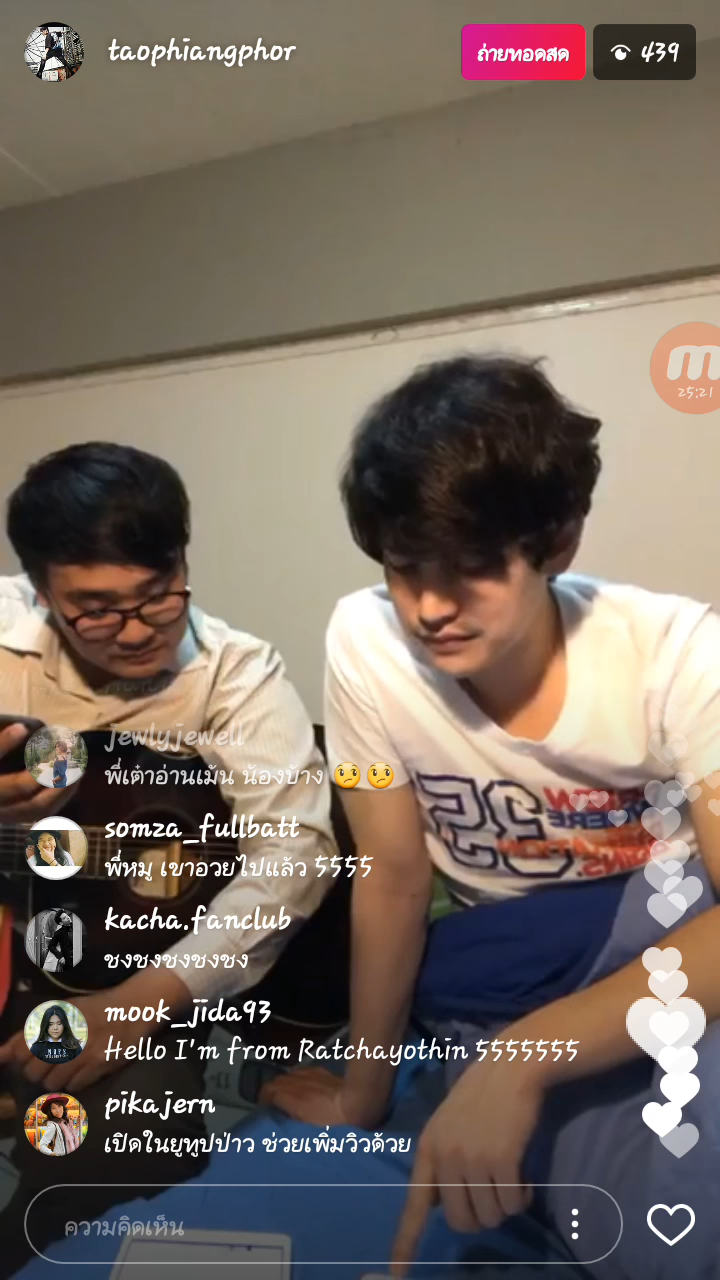 taophiangphor
ถ่ายทอดสด
439
25:21
jewlyjewell
พี่เต๋าอ่านเม้น น้องบ้าง 😞😞
somza_fullbatt
พี่หมู เขาอวยไปแล้ว 5555
kacha.fanclub
ชงชงชงชงชง
mook_jida93
Hello I'm from Ratchayothin 5555555
pikajern
เปิดในยูทูปป่าว ช่วยเพิ่มวิวด้วย
ความคิดเห็น